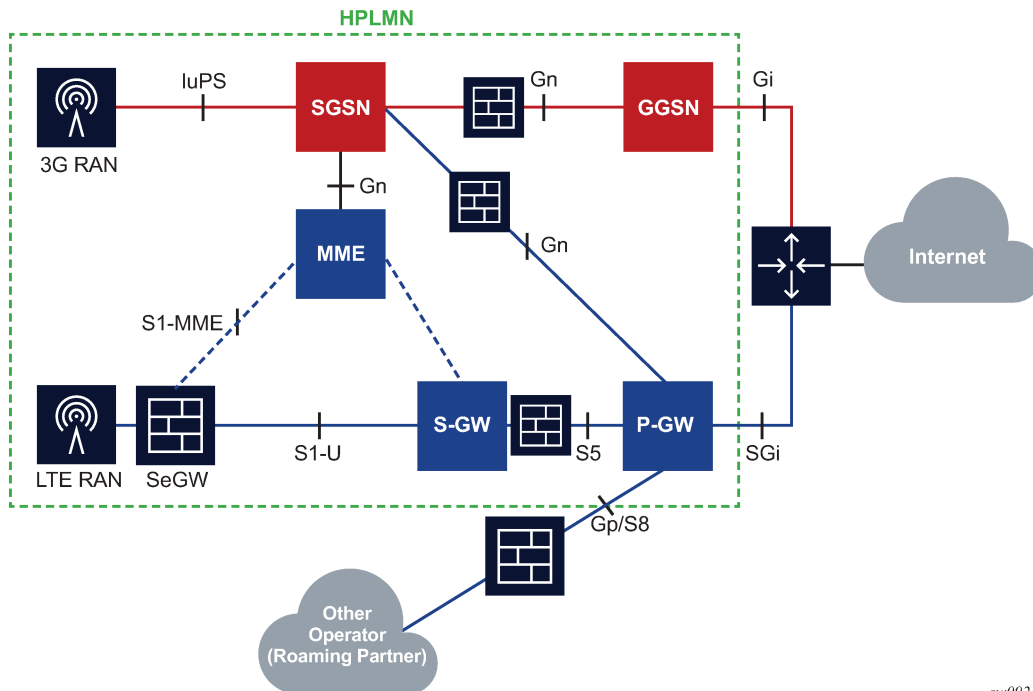 HPLMN
IuPS
SGSN
Gn
GGSN
Gi
3G RAN
Gn
MME
Gn
Internet
S1-MME
S-GW
P-GW
LTE RAN
SeGW
S1-U
S5
SGi
Gp/S8
Other
Operator
(Roaming Partner)